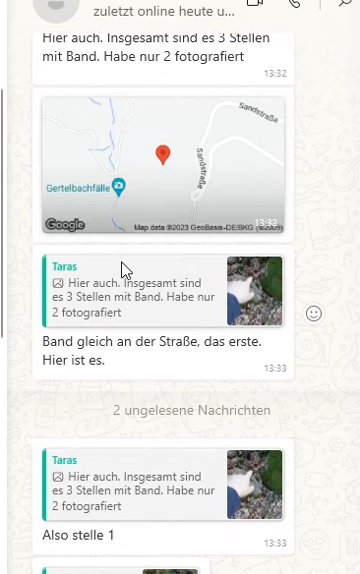 zuletzt online heute u...
Hier auch. Insgesamt sind es 3 Stellen
mit Band. Habe nur 2 fotografiert
13:32
Sandstraße
Sandstraße
Gertelbachfälle
Google
Map data ©2023 GeoBasis-DE/BKG (©2009)
13:32
Taras
Hier auch. Insgesamt sind
es 3 Stellen mit Band. Habe nur
2 fotografiert
Band gleich an der Straße, das erste.
Hier ist es.
13:33
2 ungelesene Nachrichten
Taras
Hier auch. Insgesamt sind
es 3 Stellen mit Band. Habe nur
2 fotografiert
Also stelle 1
13:33